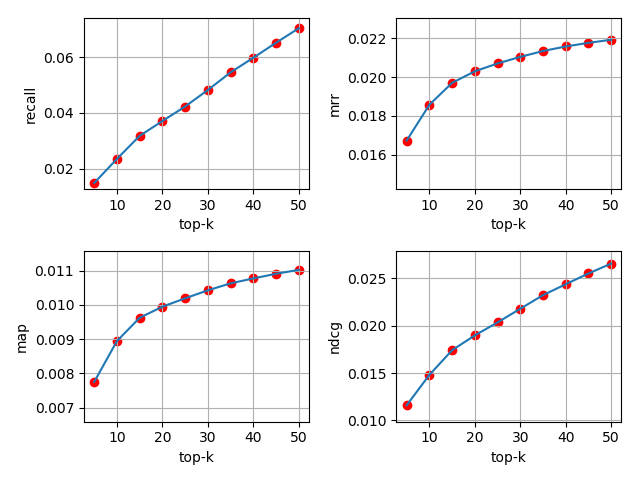 recall
0.06
0.04
0.02
10 20 30 40 50
top-k
mrr
0.022
0.020
0.018
0.016
10 20 30 40 50
top-k
map
0.011
0.010
0.009
0.008
0.007
10 20 30 40 50
top-k
ndcg
0.025
0.020
0.015
0.010
10 20 30 40 50
top-k